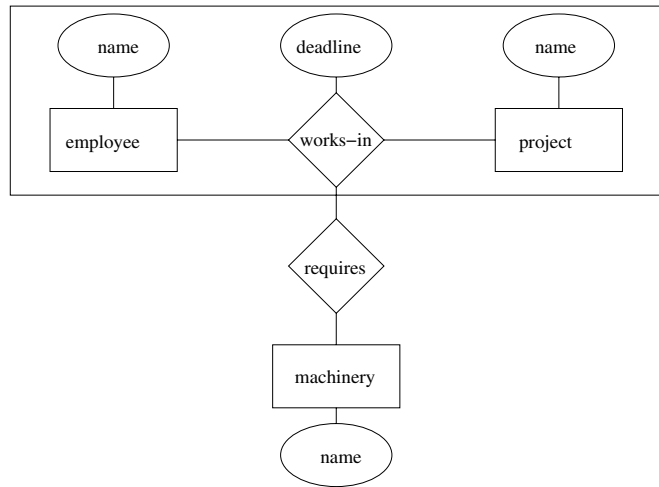 name
deadline
name
employee
works−in
project
requires
machinery
name